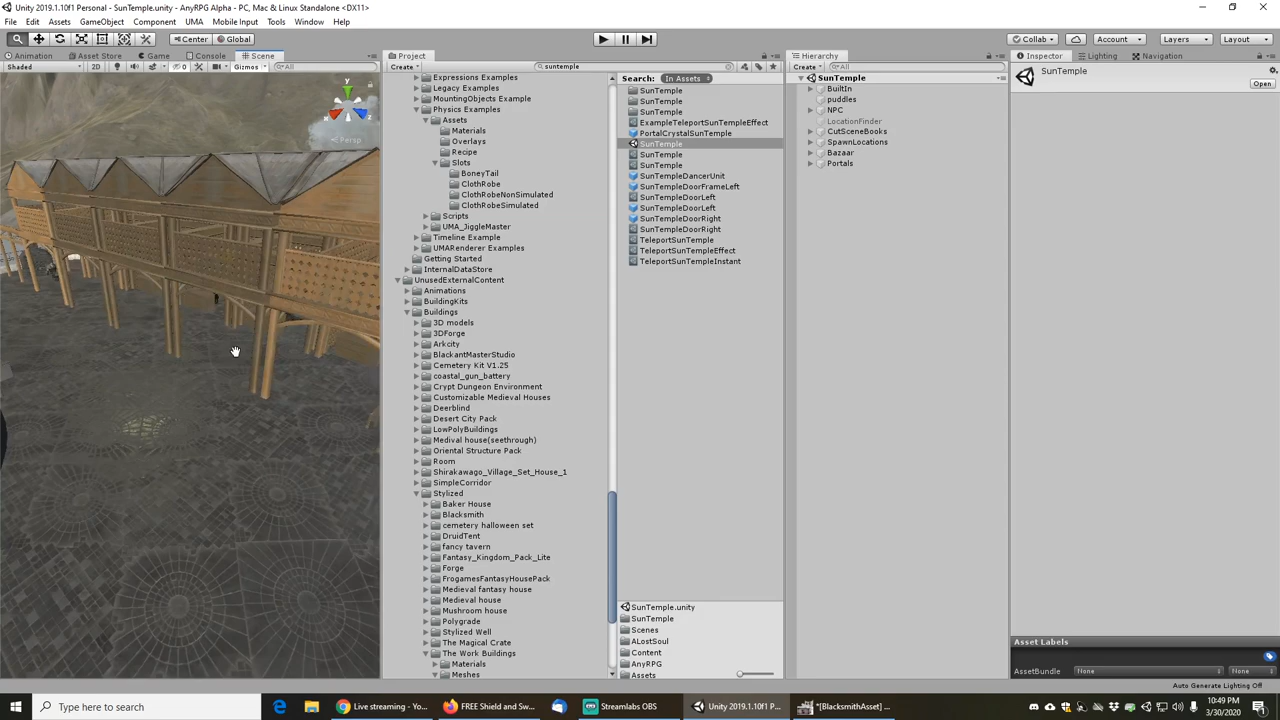 Unity 2019.1.10f1 Personal - SunTemple.unity - AnyRPG Alpha - PC, Mac & Linux Standalone <DX11>
File Edit Assets GameObject Component UMA Mobile Input Tools Window Help
Center Global Collab Account Layers Layout
Animation Asset Store Game Console Scene Project Hierarchy Inspector Lighting Navigation
Shaded 2D 0 Gizmos All Create suntemple Create All SunTemple
Open
y
x
z
Persp
Expressions Examples
Legacy Examples
MountingObjects Example
Physics Examples
Assets
Materials
Overlays
Recipe
Slots
BoneyTail
ClothRobe
ClothRobeNonSimulated
ClothRobeSimulated
Scripts
UMA_JiggleMaster
Timeline Example
UMARenderer Examples
Getting Started
InternalDataStore
UnusedExternalContent
Animations
BuildingKits
Buildings
3D models
3DForge
Arkcity
BlackantMasterStudio
Cemetery Kit V1.25
coastal_gun_battery
Crypt Dungeon Environment
Customizable Medieval Houses
Deerblind
Desert City Pack
LowPolyBuildings
Medival house(seethrough)
Oriental Structure Pack
Room
Shirakawago_Village_Set_House_1
SimpleCorridor
Stylized
Baker House
Blacksmith
cemetery halloween set
DruidTent
fancy tavern
Fantasy_Kingdom_Pack_Lite
Forge
FrogamesFantasyHousePack
Medieval fantasy house
Medieval house
Mushroom house
Polygrade
Stylized Well
The Magical Crate
The Work Buildings
Materials
Meshes
Search: In Assets
SunTemple
SunTemple
SunTemple
ExampleTeleportSunTempleEffect
PortalCrystalSunTemple
SunTemple
SunTemple
SunTemple
SunTempleDancerUnit
SunTempleDoorFrameLeft
SunTempleDoorLeft
SunTempleDoorLeft
SunTempleDoorRight
SunTempleDoorRight
TeleportSunTemple
TeleportSunTempleEffect
TeleportSunTempleInstant
SunTemple.unity
SunTemple
Scenes
ALostSoul
Content
AnyRPG
Assets
SunTemple
BuiltIn
puddles
NPC
LocationFinder
CutSceneBooks
SpawnLocations
Bazaar
Portals
Asset Labels
AssetBundle None None
Auto Generate Lighting Off
Type here to search Live streaming - Yo... FREE Shield and Sw... Streamlabs OBS Unity 2019.1.10f1 P... *[BlacksmithAsset] ... 10:49 PM
3/30/2020